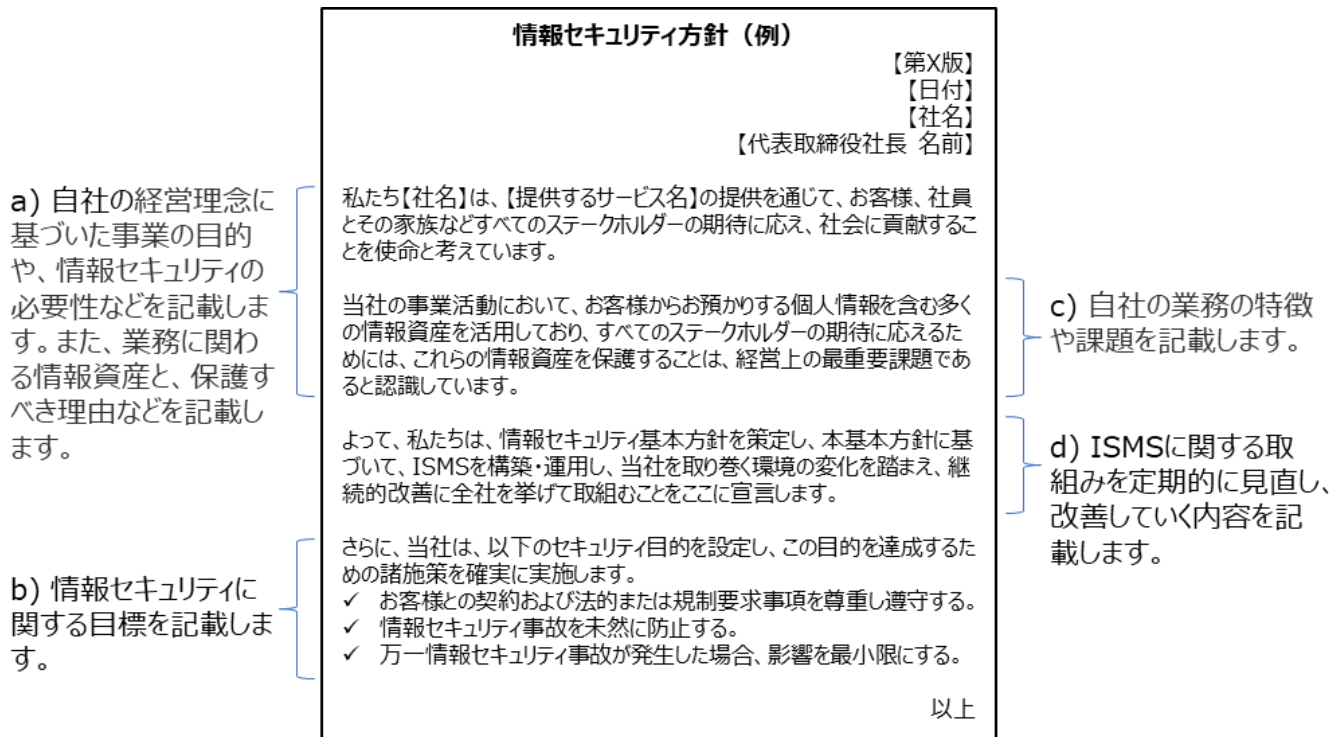 情報セキュリティ方針（例）
【第X版】
【日付】
【社名】
【代表取締役社長 名前】
a) 自社の経営理念に
基づいた事業の目的
や、情報セキュリティの
必要性などを記載しま
す。また、業務に関わ
る情報資産と、保護す
べき理由などを記載し
ます。
私たち【社名】は、【提供するサービス名】の提供を通じて、お客様、社員
とその家族などすべてのステークホルダーの期待に応え、社会に貢献するこ
とを使命と考えています。
当社の事業活動において、お客様からお預かりする個人情報を含む多く
の情報資産を活用しており、すべてのステークホルダーの期待に応えるた
めには、これらの情報資産を保護することは、経営上の最重要課題であ
ると認識しています。
c) 自社の業務の特徴
や課題を記載します。
よって、私たちは、情報セキュリティ基本方針を策定し、本基本方針に基
づいて、ISMSを構築・運用し、当社を取り巻く環境の変化を踏まえ、継
続的改善に全社を挙げて取組むことをここに宣言します。
d) ISMSに関する取
組みを定期的に見直し、
改善していく内容を記
載します。
b) 情報セキュリティに
関する目標を記載しま
す。
さらに、当社は、以下のセキュリティ目的を設定し、この目的を達成するた
めの諸施策を確実に実施します。
✓ お客様との契約および法的または規制要求事項を尊重し遵守する。
✓ 情報セキュリティ事故を未然に防止する。
✓ 万一情報セキュリティ事故が発生した場合、影響を最小限にする。
以上